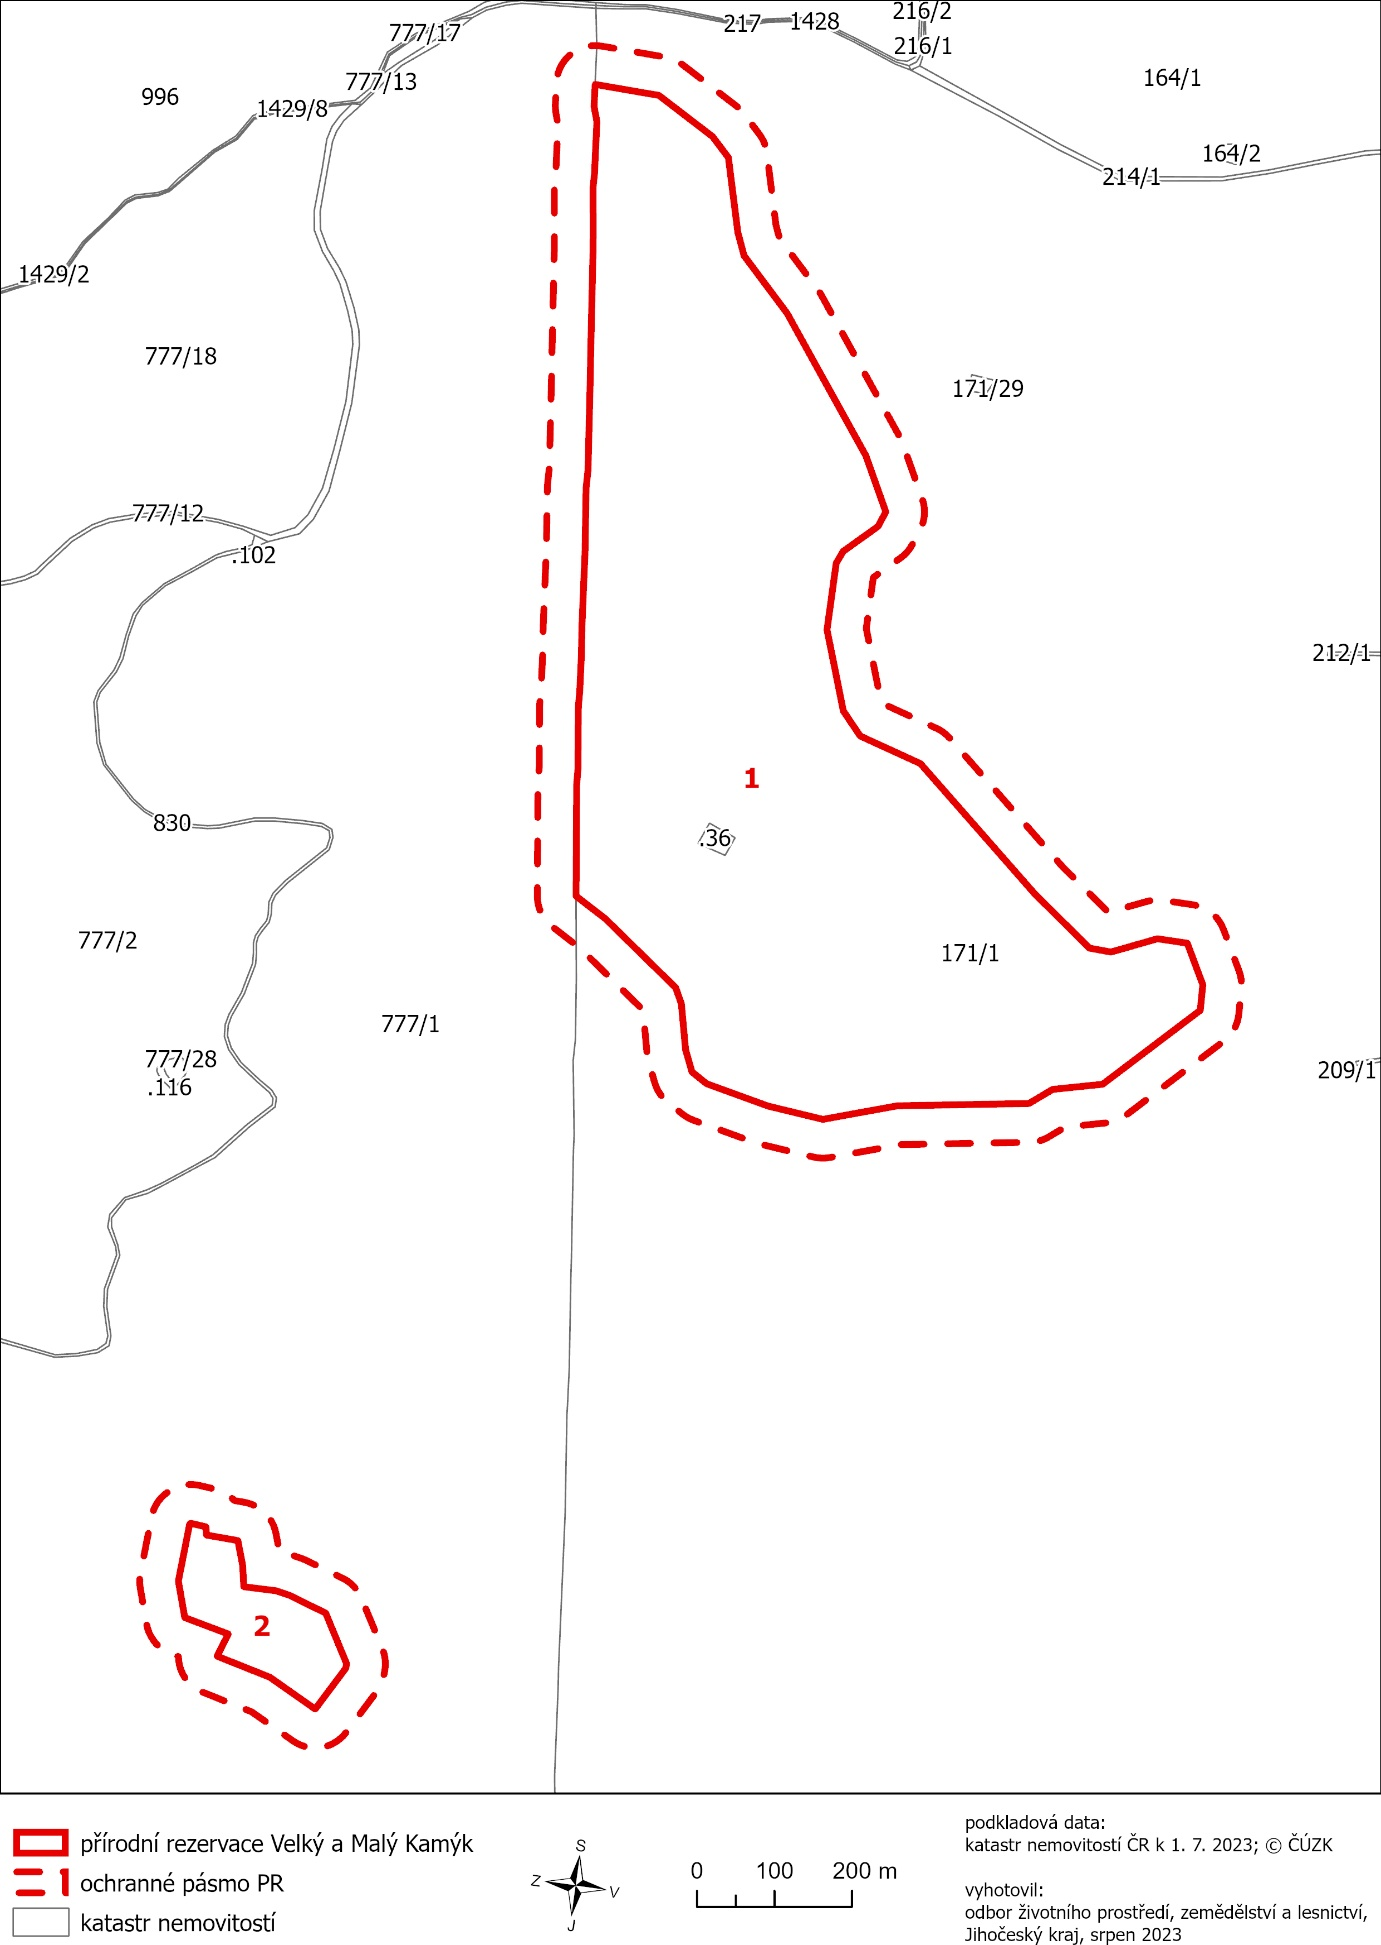 216/2
777/17
217
1428
216/1
777/13
164/1
996
1429/8
164/2
214/1
1429/2
777/18
171/29
777/12
.102
212/1
1
830
.36
777/2
171/1
777/1
777/28
209/1
.116
2
přírodní rezervace Velký a Malý Kamýk
ochranné pásmo PR
katastr nemovitostí
S
Z
V
J
0 100 200 m
podkladová data:
katastr nemovitostí ČR k 1. 7. 2023; © ČÚZK
vyhotovil:
odbor životního prostředí, zemědělství a lesnictví,
Jihočeský kraj, srpen 2023